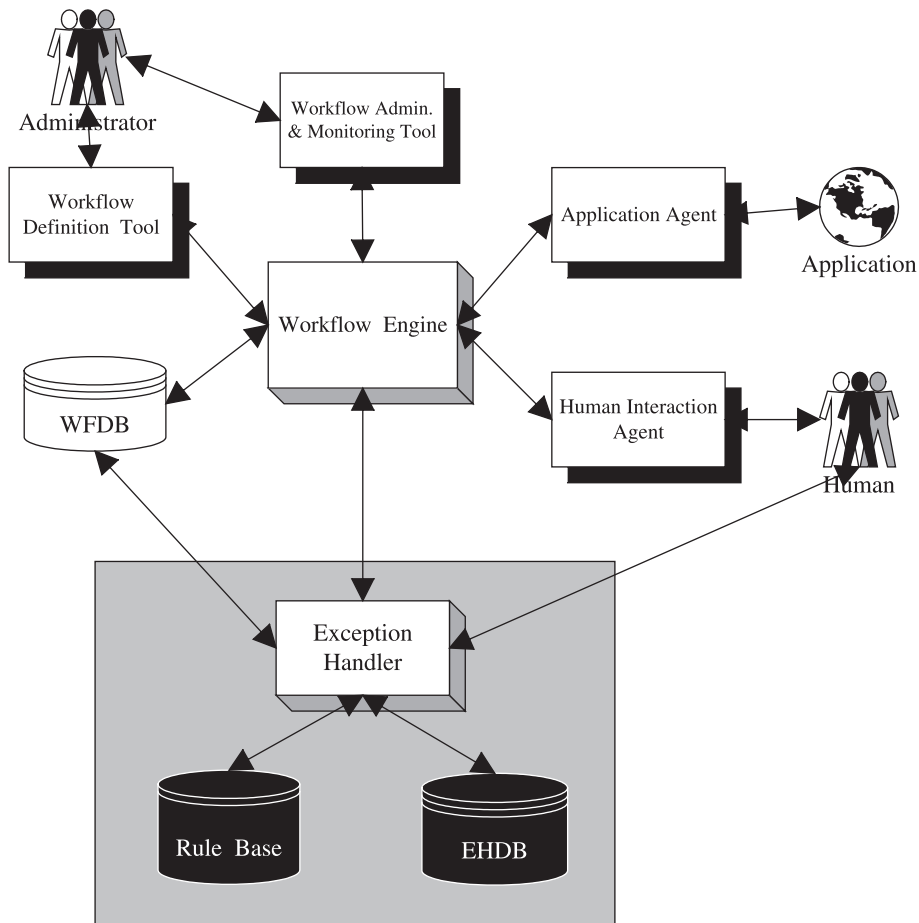 Administrator
Workflow Admin.
& Monitoring Tool
Workflow
Definition Tool
Application Agent
Application
Workflow Engine
WFDB
Human Interaction
Agent
Human
Exception
Handler
Rule Base
EHDB